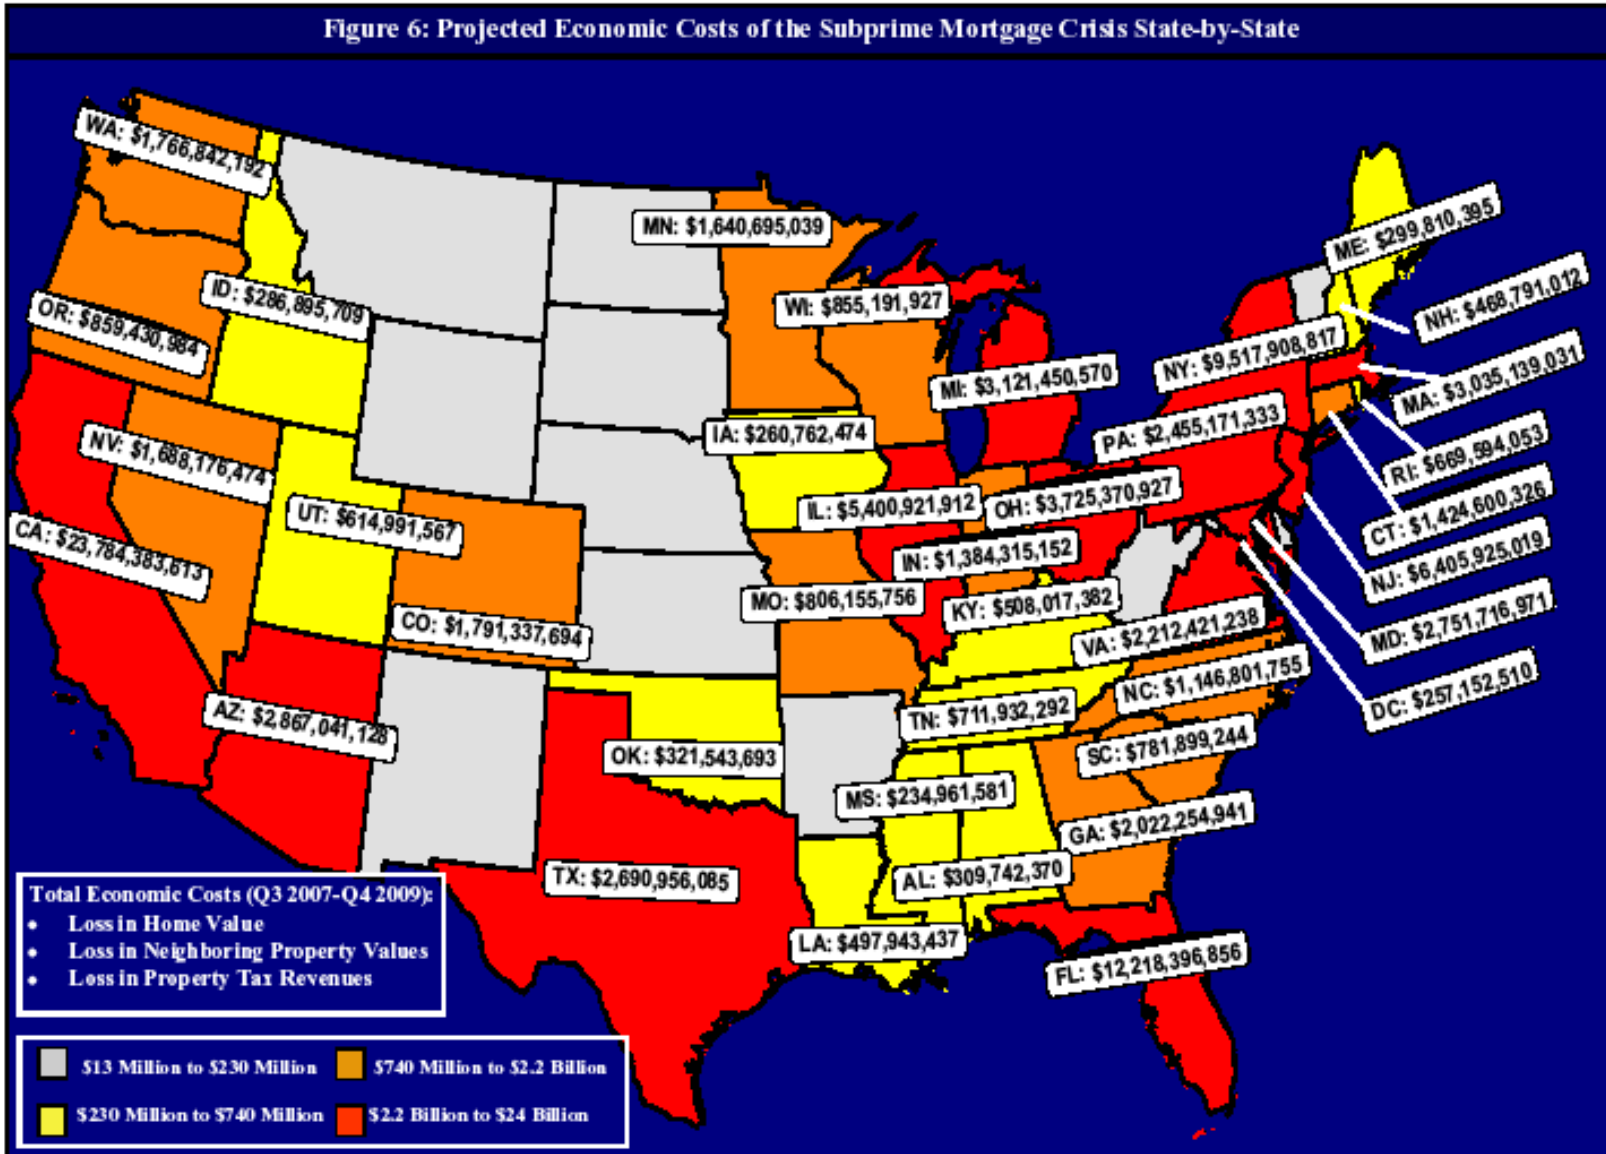 Figure 6: Projected Economic Costs of the Subprime Mortgage Crisis State-by-State
WA: $1,766,842,192
MN: $1,640,695,039
ME: $299,810,395
ID: $286,895,709
WI: $855,191,927
NH: $468,791,012
OR: $859,430,984
NY: $9,517,908,817
MI: $3,121,450,570
MA: $3,035,139,031
NV: $1,688,176,474
IA: $260,762,474
PA: $2,455,171,333
RI: $669,594,053
UT: $614,991,567
IL: $5,400,921,912
OH: $3,725,370,927
CT: $1,424,600,326
CA: $23,784,383,613
IN: $1,384,315,152
NJ: $6,405,925,019
CO: $1,791,337,694
MO: $806,155,756
KY: $508,017,382
VA: $2,212,421,238
MD: $2,751,716,971
AZ: $2,867,041,128
TN: $711,932,292
NC: $1,146,801,755
DC: $257,152,510
OK: $321,543,693
SC: $781,899,244
MS: $234,961,581
GA: $2,022,254,941
TX: $2,690,956,085
AL: $309,742,370
LA: $497,943,437
FL: $12,218,396,856
Total Economic Costs (Q3 2007-Q4 2009):
• Loss in Home Value
• Loss in Neighboring Property Values
• Loss in Property Tax Revenues
$13 Million to $230 Million
$740 Million to $2.2 Billion
$230 Million to $740 Million
$2.2 Billion to $24 Billion